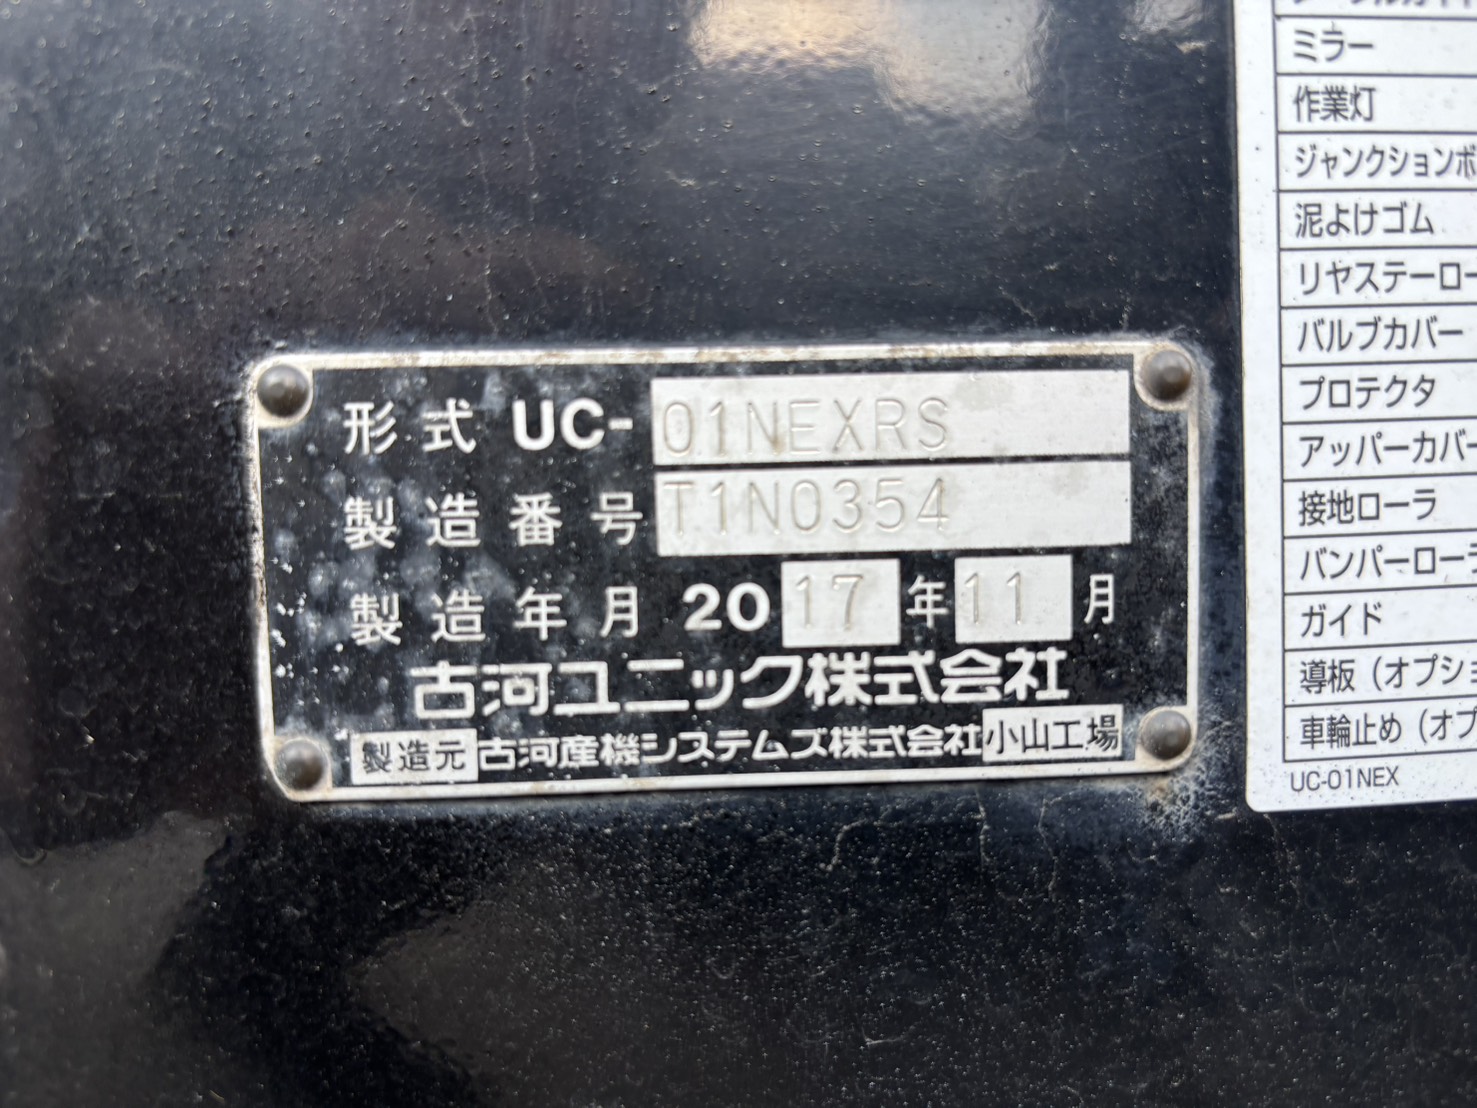 形式 UC-01NEXRS
製造番号 T1N0354
製造年月 2017年11月
古河ユニック株式会社
製造元 古河産機システムズ株式会社 小山工場
ミラー
作業灯
ジャンクションボ
泥よけゴム
リヤステーロー
バルブカバー
プロテクタ
アッパーカバー
接地ローラ
バンパーローラ
ガイド
導板（オプショ
車輪止め（オプ
UC-01NEX